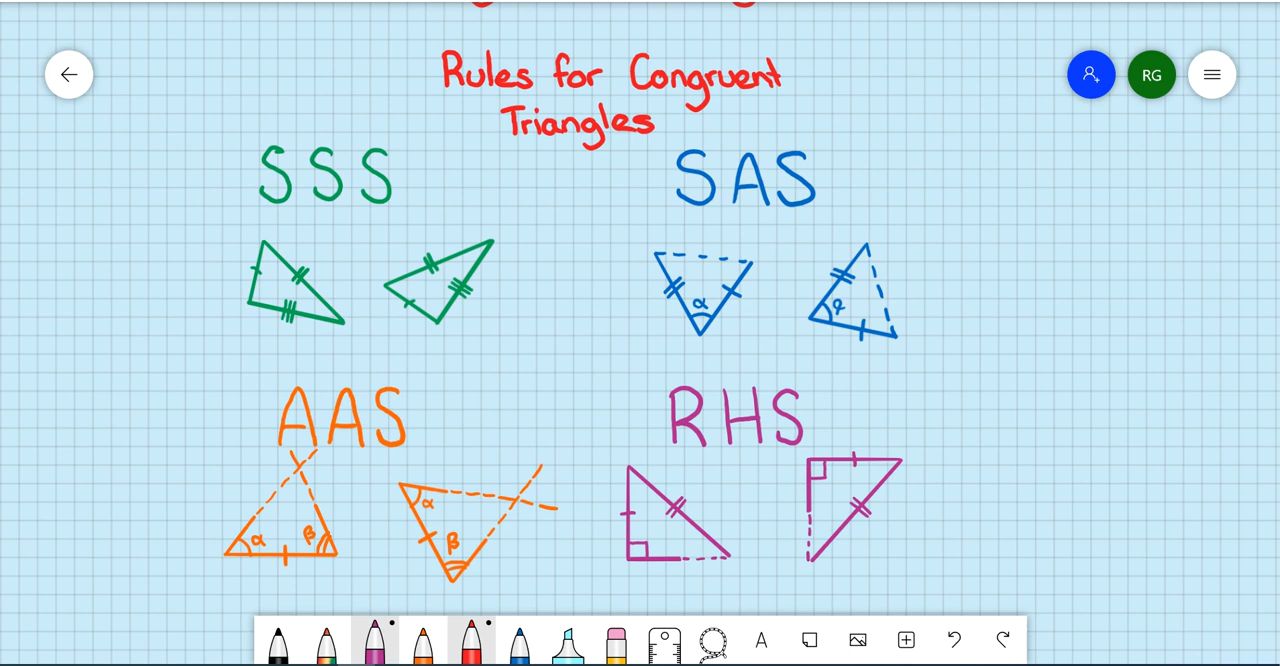 Rules for Congruent
Triangles
RG
SSS
SAS
α
α
AAS
RHS
α
β
α
β
A